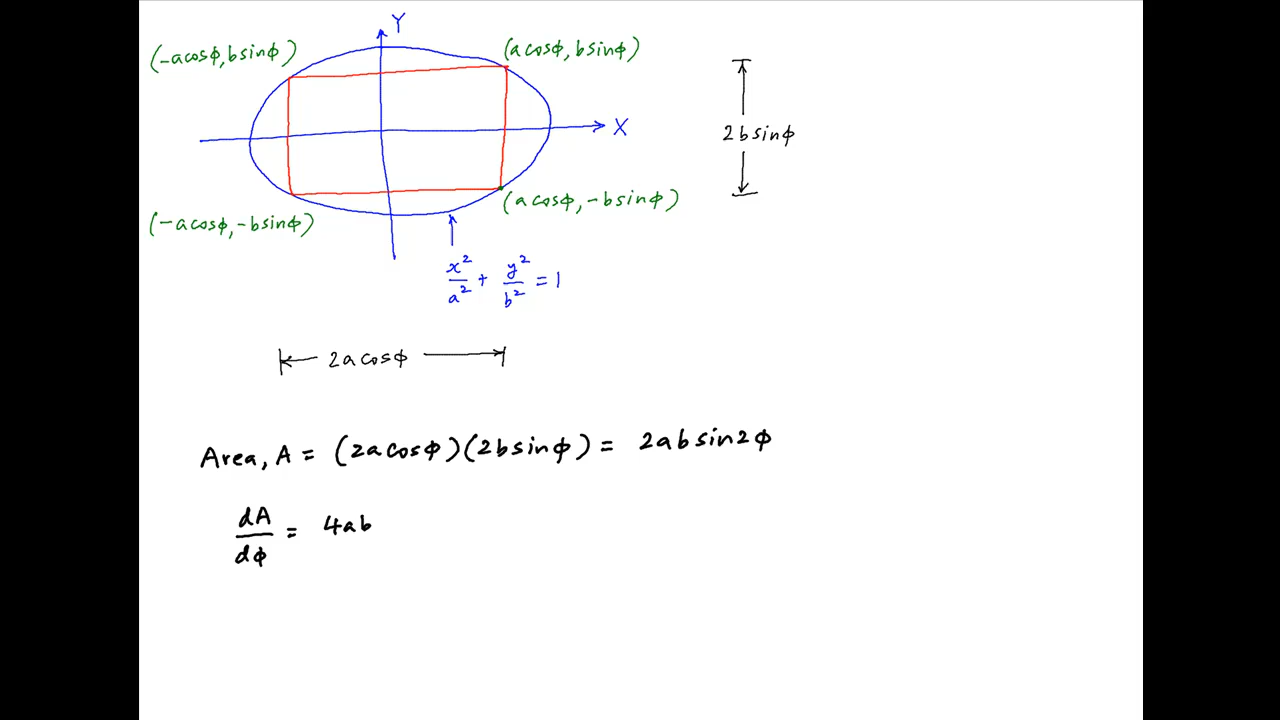 Y
(-acosϕ, bsinϕ)
(acosϕ, bsinϕ)
X
2bsinϕ
(-acosϕ, -bsinϕ)
(acosϕ, -bsinϕ)
x²/a² + y²/b² = 1
2acosϕ
Area, A = (2acosϕ)(2bsinϕ) = 2absin2ϕ
dA/dϕ = 4ab